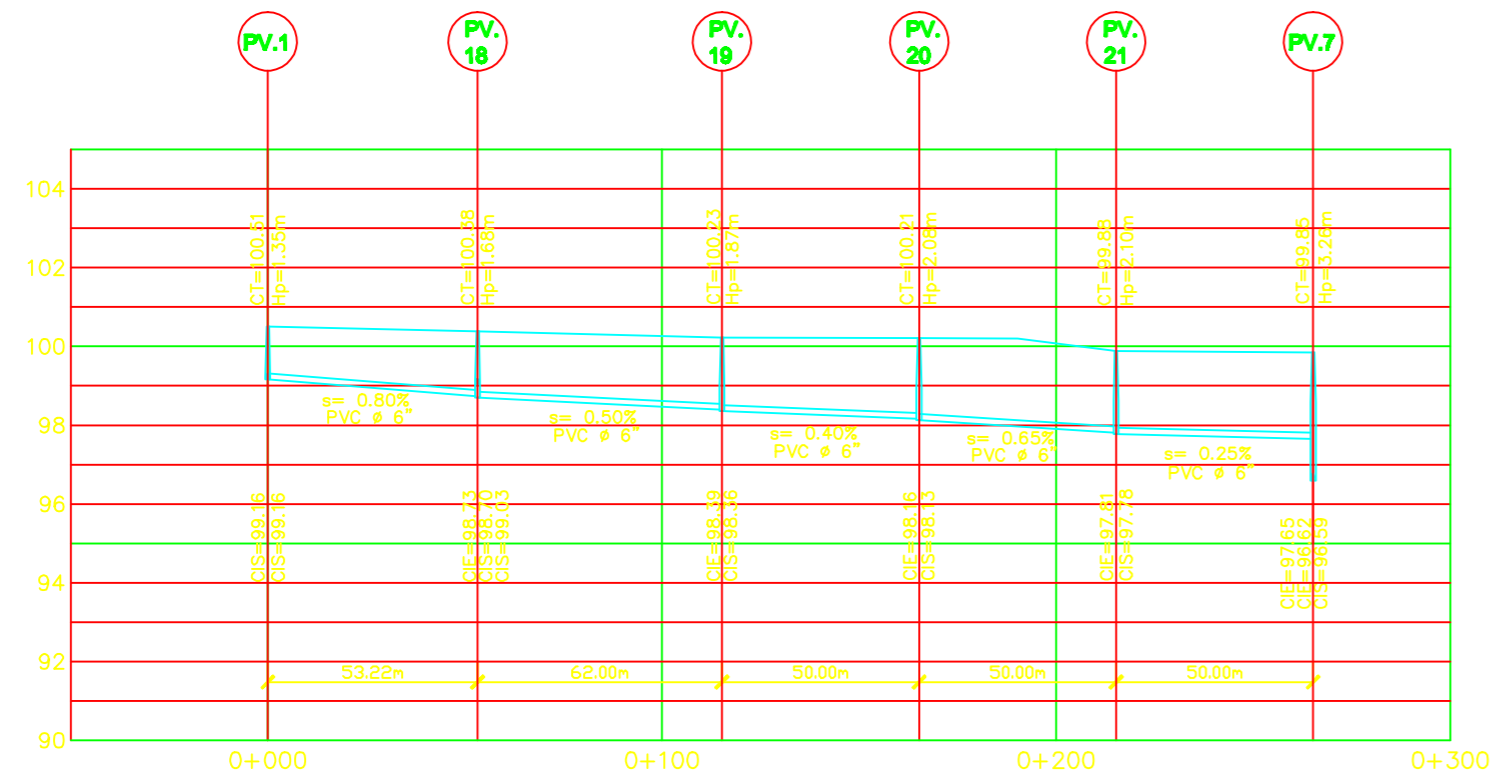 PV.1
PV.
18
PV.
19
PV.
20
PV.
21
PV.7
104
102
100
98
96
94
92
90
CT=100.51
Hp=1.35m
CT=100.38
Hp=1.68m
CT=100.23
Hp=1.87m
CT=100.21
Hp=2.08m
CT=99.88
Hp=2.10m
CT=99.85
Hp=3.26m
s= 0.80%
PVC ø 6"
s= 0.50%
PVC ø 6"
s= 0.40%
PVC ø 6"
s= 0.65%
PVC ø 6"
s= 0.25%
PVC ø 6"
CIS=99.16
CIS=99.16
CIE=98.73
CIS=98.70
CIS=99.03
CIE=98.39
CIS=98.36
CIE=98.16
CIS=98.13
CIE=97.81
CIS=97.78
CIE=97.65
CIE=96.62
CIS=96.59
53.22m
62.00m
50.00m
50.00m
50.00m
0+000
0+100
0+200
0+300